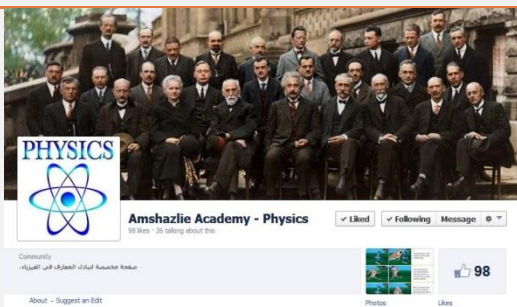 PHYSICS
Amshazlie Academy - Physics
98 likes · 26 talking about this
✓ Liked
✓ Following
Message
Community
صفحة مخصصة لتبادل المعارف في الفيزياء.
98
About – Suggest an Edit
Photos
Likes